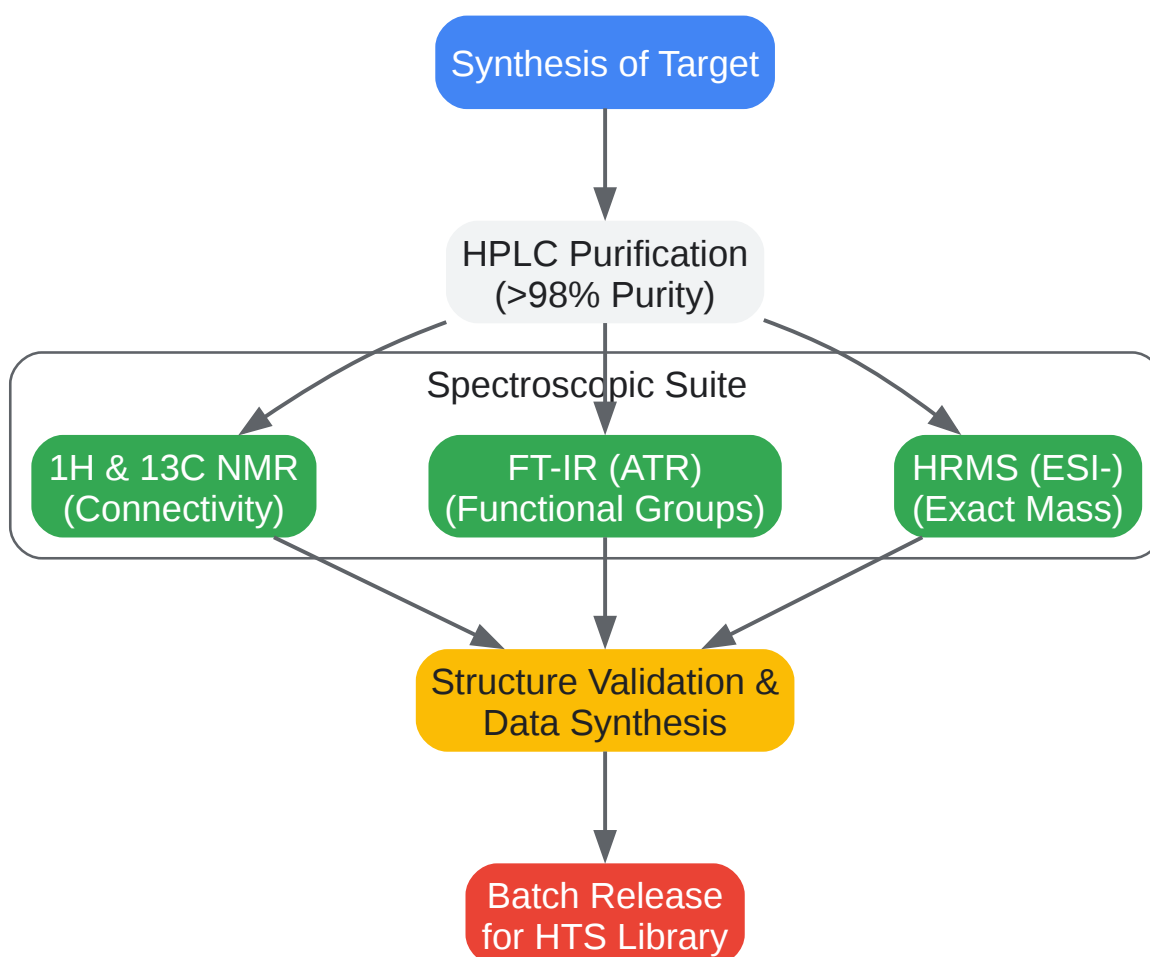 Synthesis of Target
HPLC Purification
(>98% Purity)
Spectroscopic Suite
1H & 13C NMR
(Connectivity)
FT-IR (ATR)
(Functional Groups)
HRMS (ESI-)
(Exact Mass)
Structure Validation &
Data Synthesis
Batch Release
for HTS Library